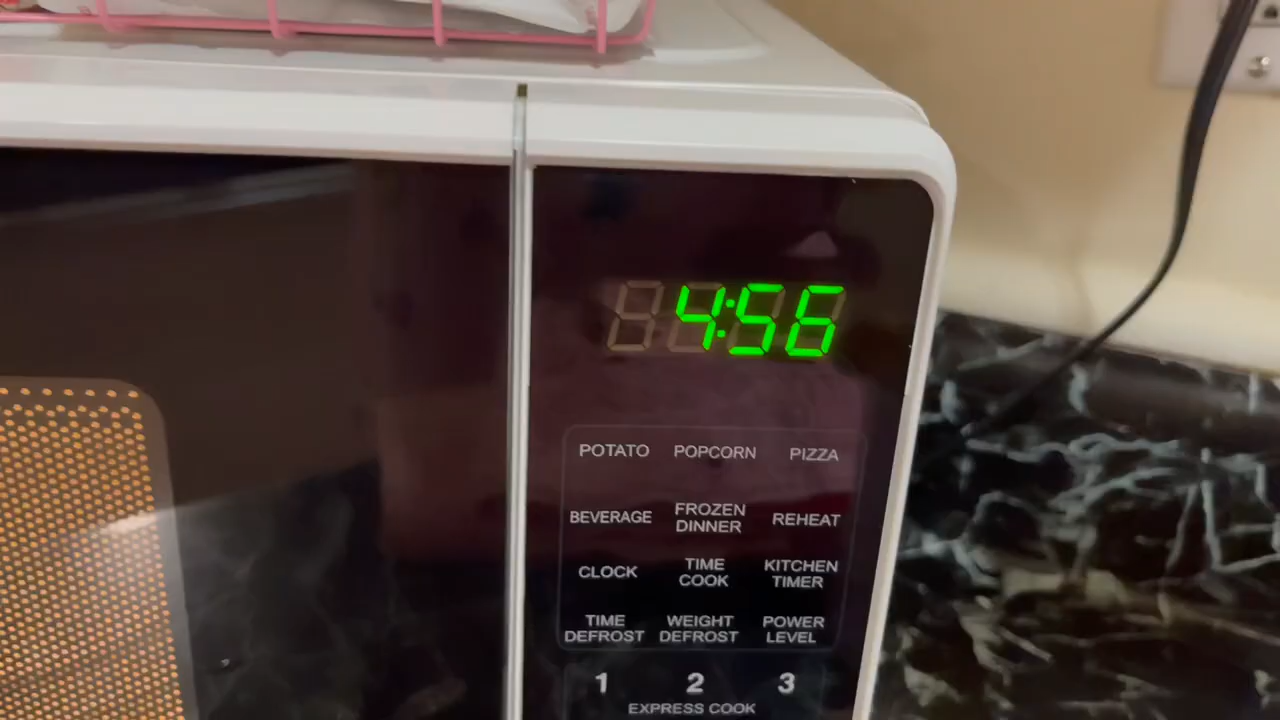 4:56
POTATO POPCORN PIZZA
BEVERAGE FROZEN DINNER REHEAT
CLOCK TIME COOK KITCHEN TIMER
TIME DEFROST WEIGHT DEFROST POWER LEVEL
1 2 3
EXPRESS COOK